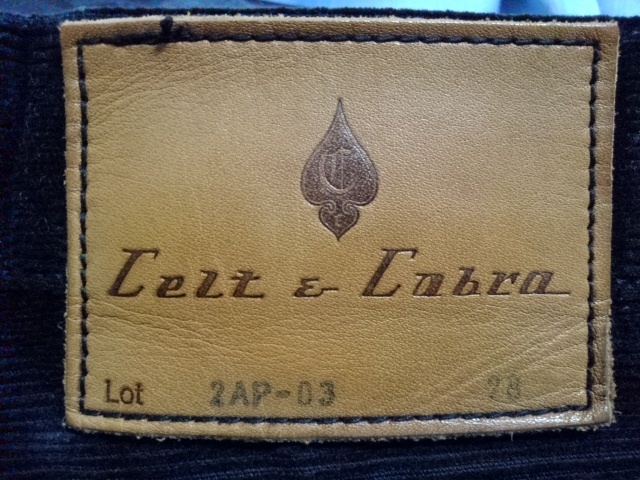 C
E
Celt & Cobra
Lot 2AP-03 28